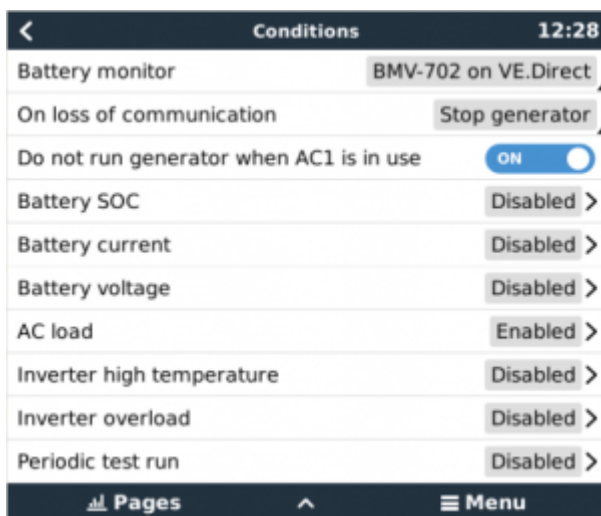 Conditions 12:28
Battery monitor BMV-702 on VE.Direct
On loss of communication Stop generator
Do not run generator when AC1 is in use ON
Battery SOC Disabled
Battery current Disabled
Battery voltage Disabled
AC load Enabled
Inverter high temperature Disabled
Inverter overload Disabled
Periodic test run Disabled
Pages Menu